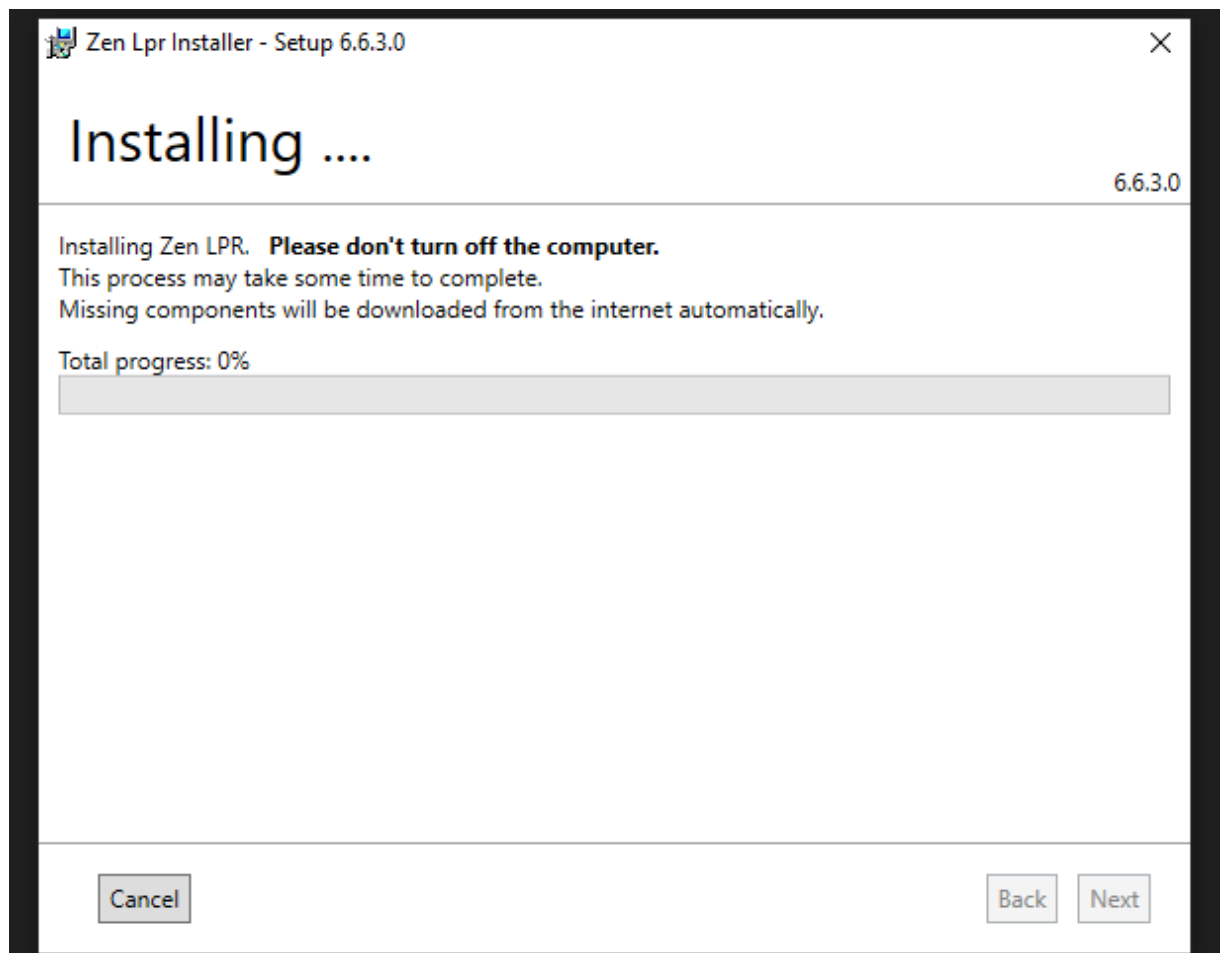 Zen Lpr Installer - Setup 6.6.3.0
Installing ....
6.6.3.0
Installing Zen LPR. Please don't turn off the computer.
This process may take some time to complete.
Missing components will be downloaded from the internet automatically.
Total progress: 0%
Cancel
Back
Next